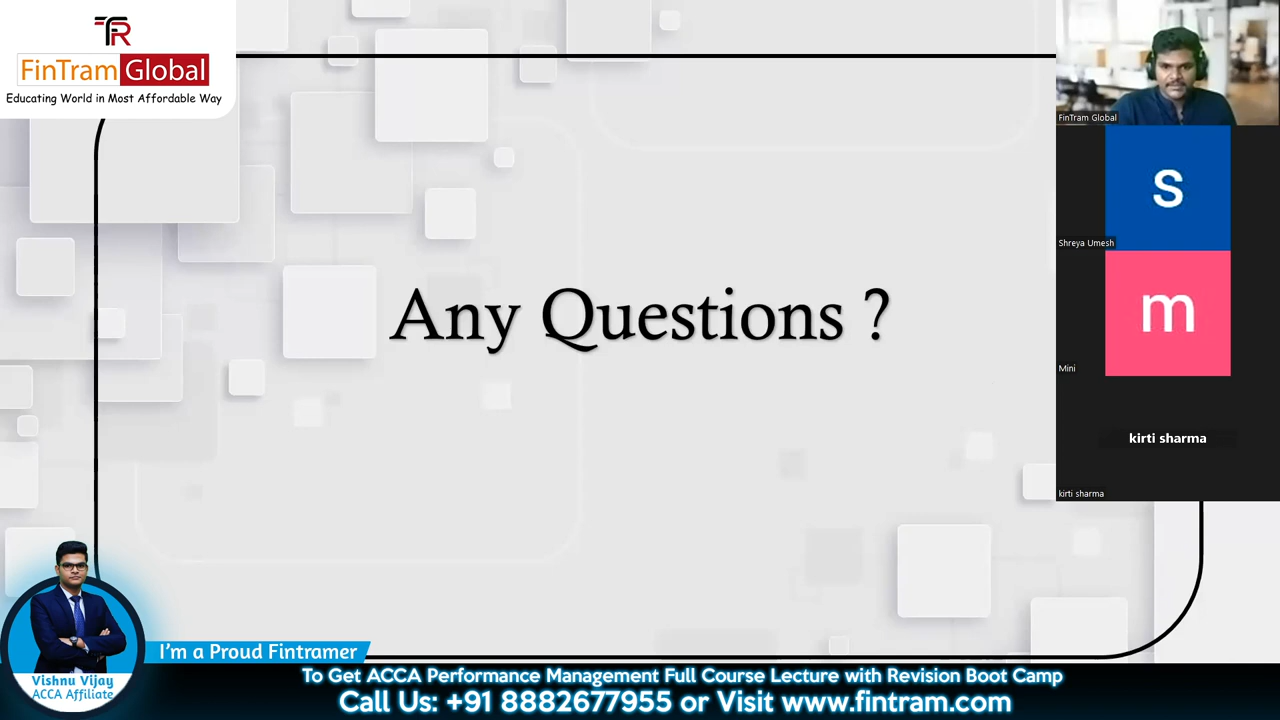 TR
FinTram Global
Educating World in Most Affordable Way
Any Questions ?
FinTram Global
S
Shreya Umesh
m
Mini
kirti sharma
kirti sharma
I'm a Proud Fintramer
Vishnu Vijay
ACCA Affiliate
To Get ACCA Performance Management Full Course Lecture with Revision Boot Camp
Call Us: +91 8882677955 or Visit www.fintram.com